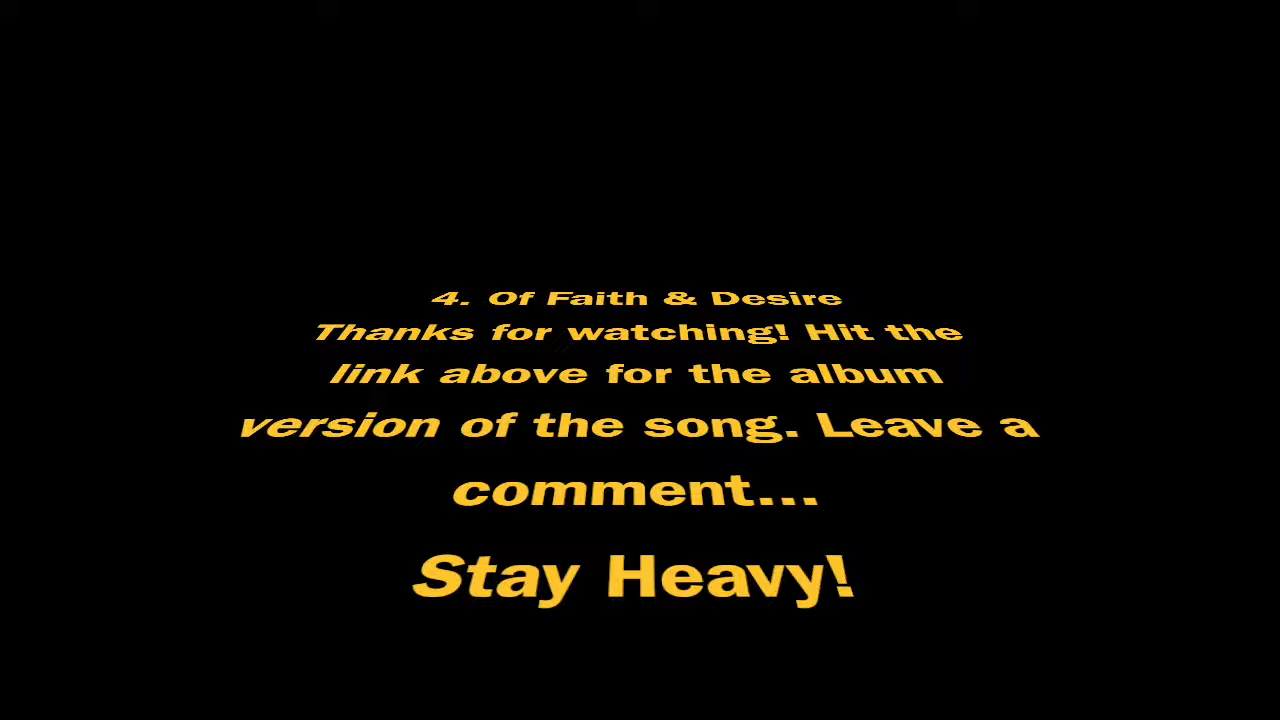 4. Of Faith & Desire
Thanks for watching! Hit the
link above for the album
version of the song. Leave a
comment...
Stay Heavy!